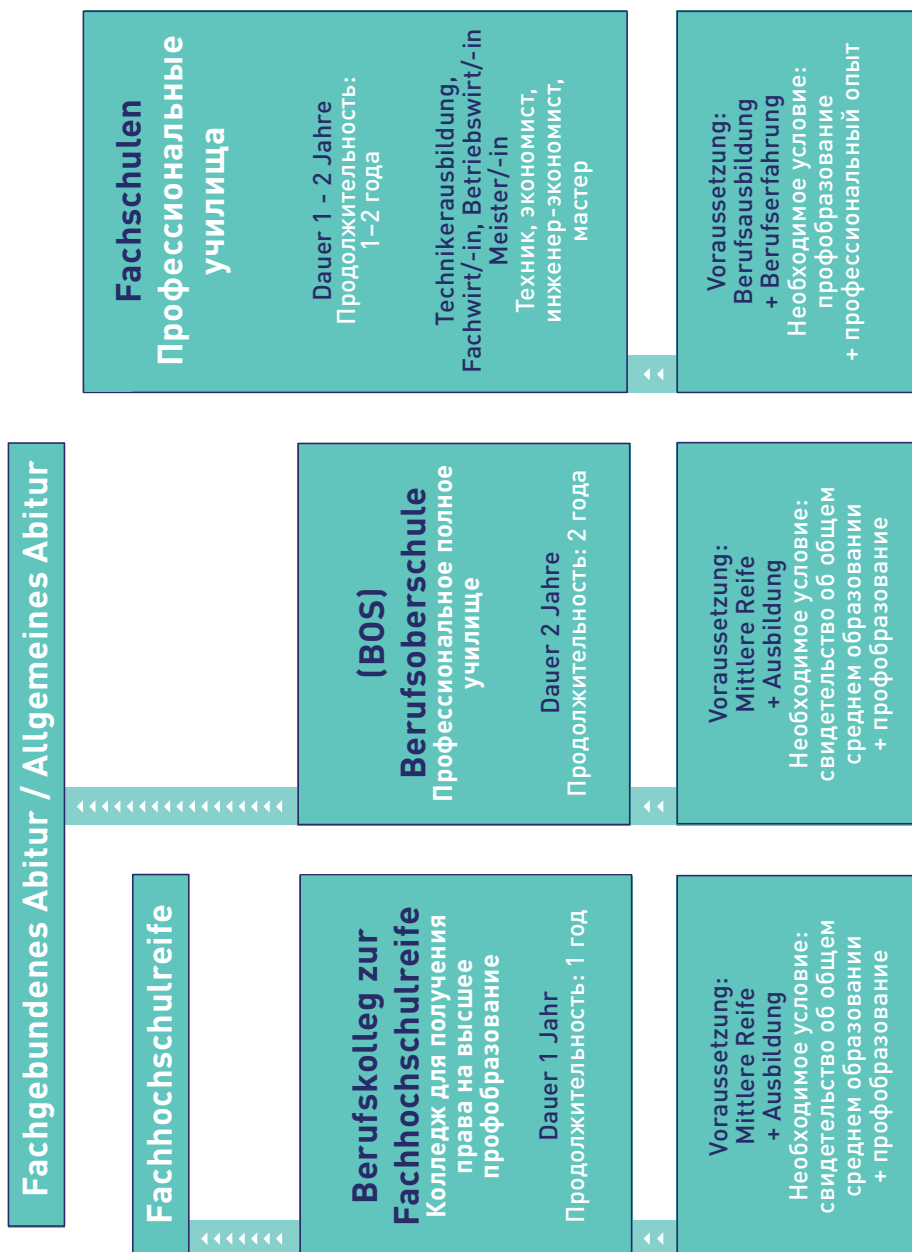 Fachgebundenes Abitur / Allgemeines Abitur
Fachhochschulreife
Berufskolleg zur
Fachhochschulreife
Колледж для получения
права на высшее
профобразование
Dauer 1 Jahr
Продолжительность: 1 год
Voraussetzung:
Mittlere Reife
+ Ausbildung
Необходимое условие:
свидетельство об общем
среднем образовании
+ профобразование
(BOS)
Berufsoberschule
Профессиональное полное
училище
Dauer 2 Jahre
Продолжительность: 2 года
Voraussetzung:
Mittlere Reife
+ Ausbildung
Необходимое условие:
свидетельство об общем
среднем образовании
+ профобразование
Fachschulen
Профессиональные
училища
Dauer 1 - 2 Jahre
Продолжительность:
1–2 года
Technikerausbildung,
Fachwirt/-in, Betriebswirt/-in
Meister/-in
Техник, экономист,
инженер-экономист,
мастер
Voraussetzung:
Berufsausbildung
+ Berufserfahrung
Необходимое условие:
профобразование
+ профессиональный опыт